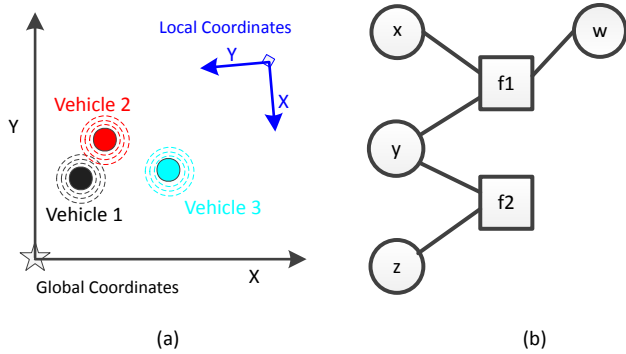 Local Coordinates
Y
X
Vehicle 2
Y
Vehicle 1
Vehicle 3
X
Global Coordinates
(a)
x
w
f1
y
f2
z
(b)